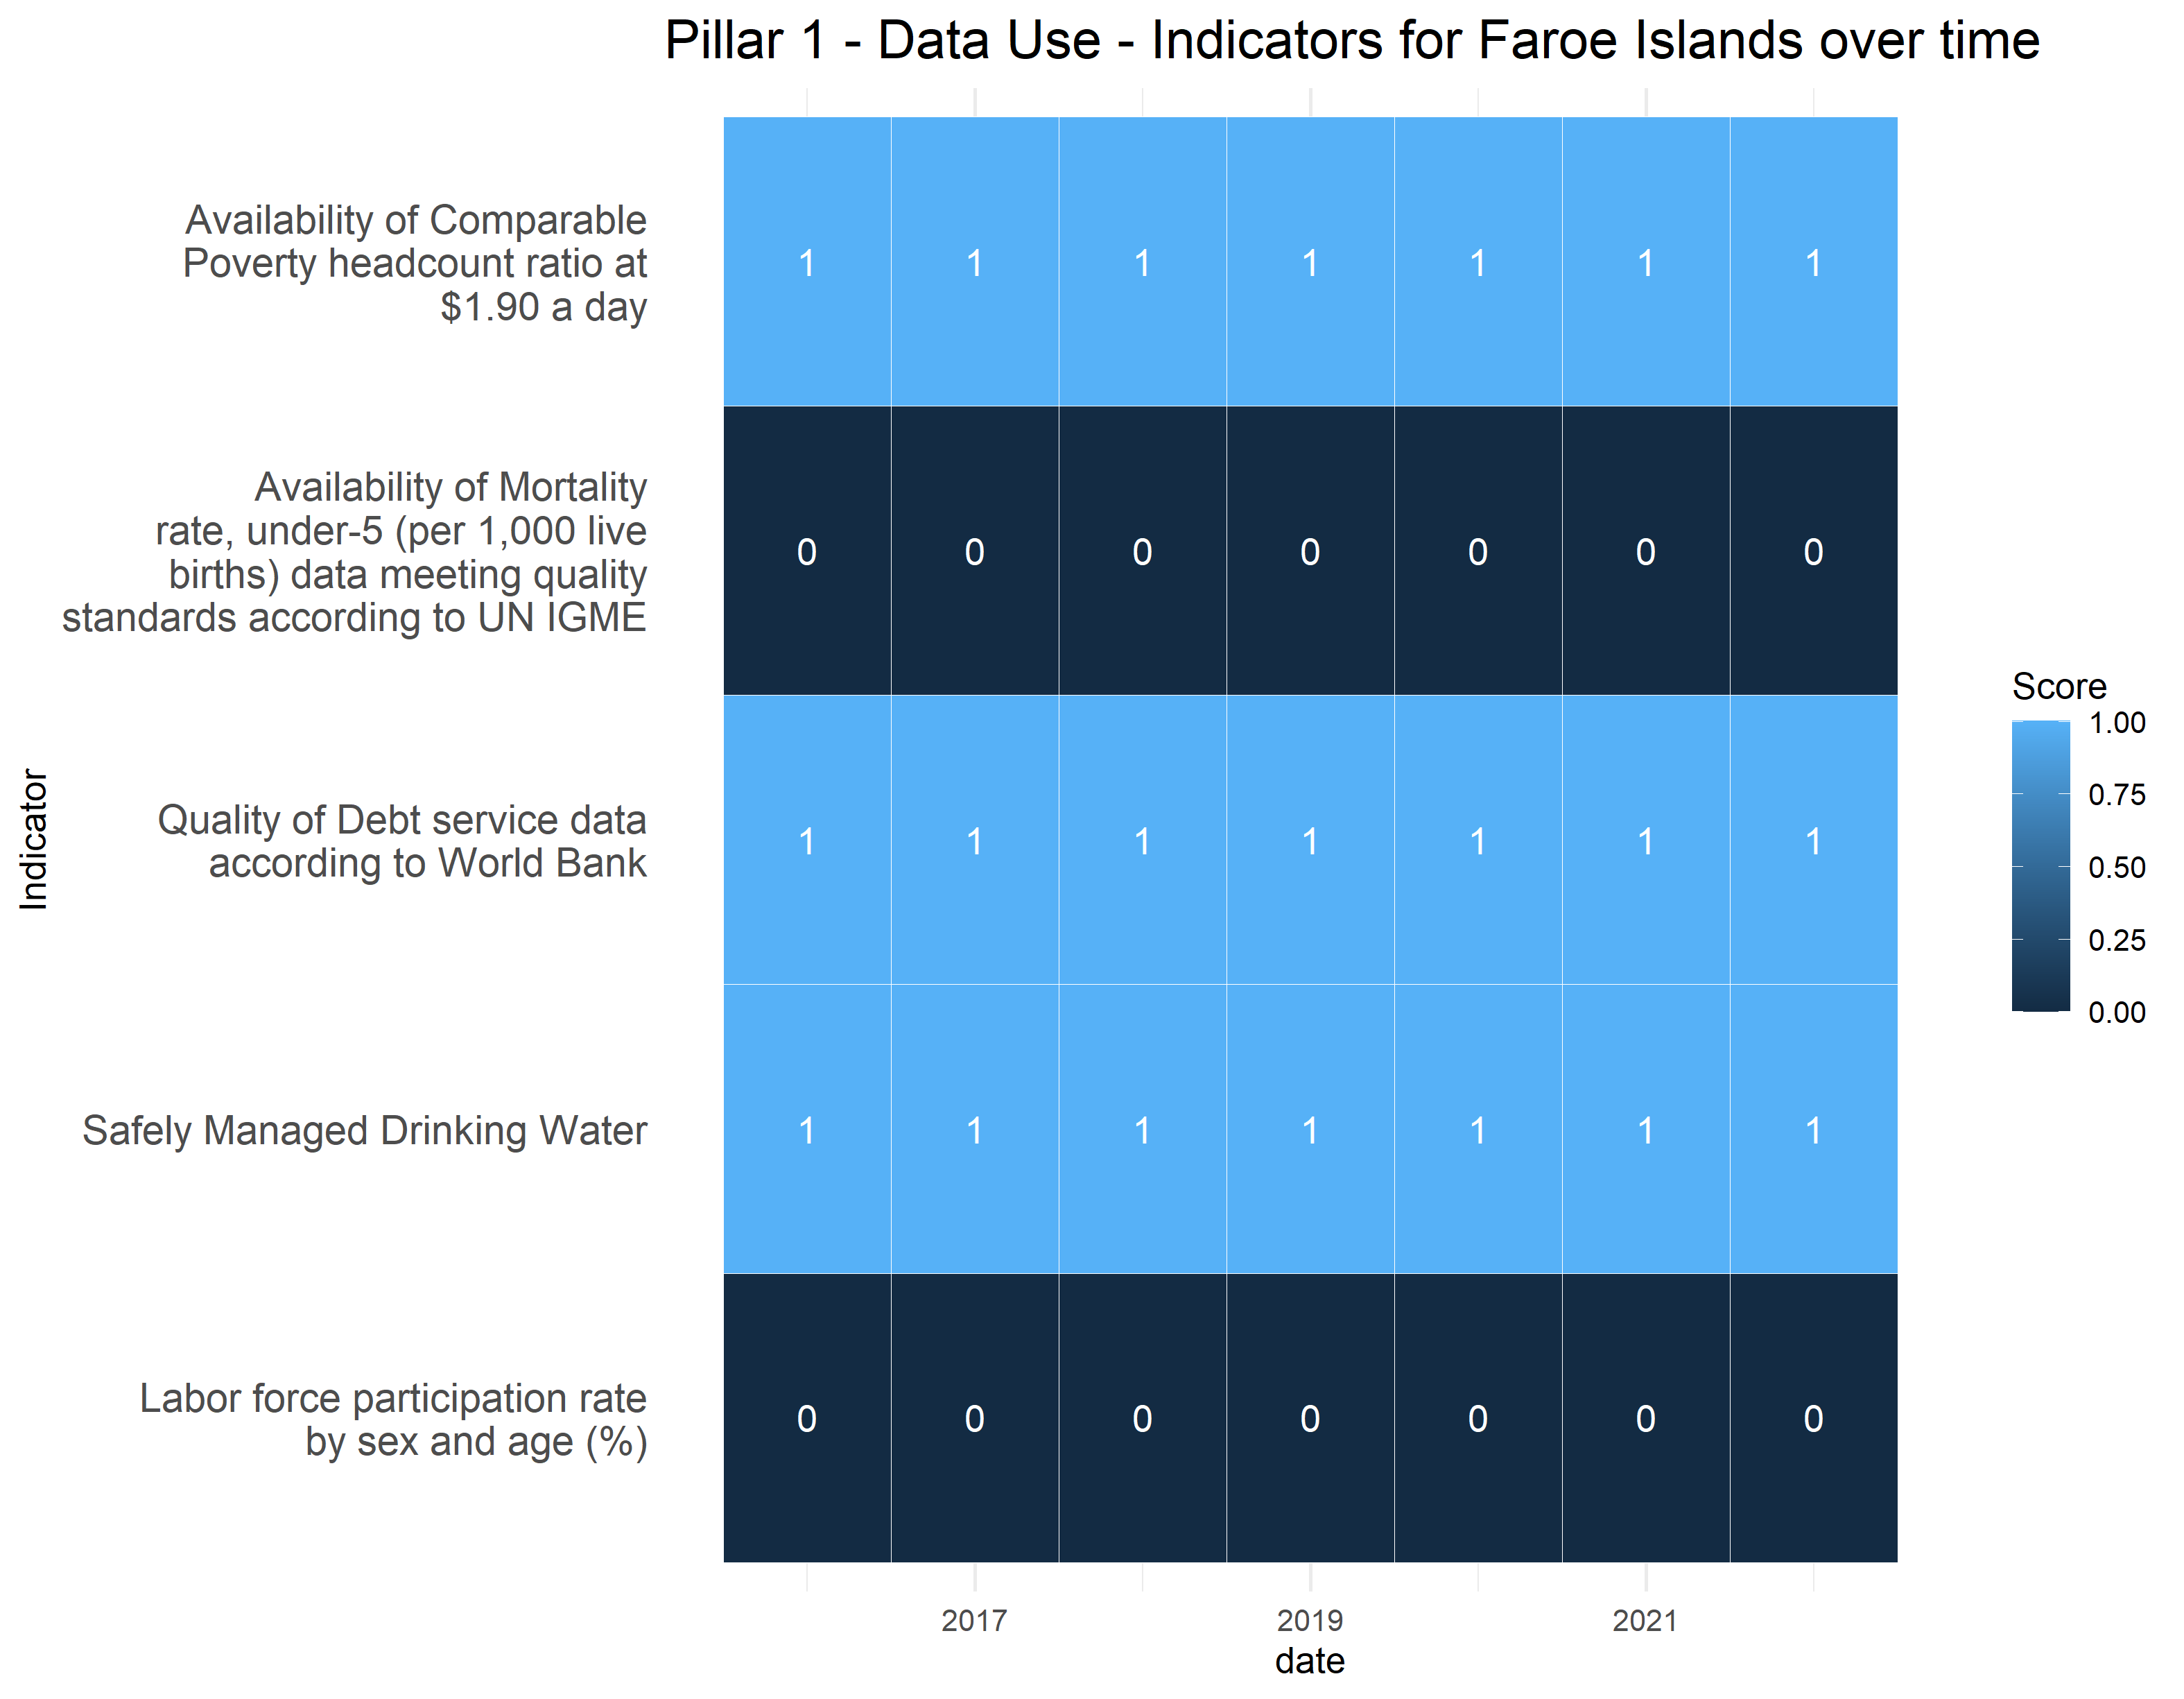 Pillar 1 - Data Use - Indicators for Faroe Islands over time
Indicator
Availability of Comparable
Poverty headcount ratio at
$1.90 a day
1 1 1 1 1 1 1
Availability of Mortality
rate, under-5 (per 1,000 live
births) data meeting quality
standards according to UN IGME
0 0 0 0 0 0 0
Quality of Debt service data
according to World Bank
1 1 1 1 1 1 1
Safely Managed Drinking Water
1 1 1 1 1 1 1
Labor force participation rate
by sex and age (%)
0 0 0 0 0 0 0
2017 2019 2021
date
Score
1.00
0.75
0.50
0.25
0.00